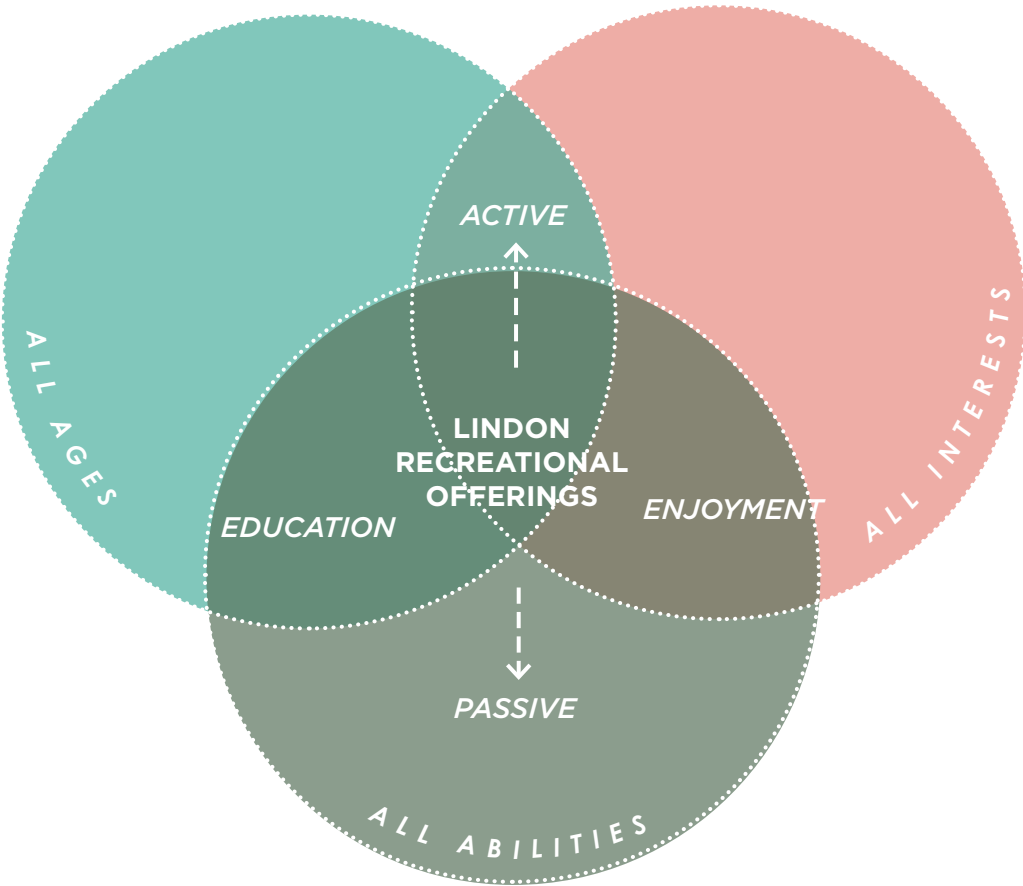 ACTIVE
ALL AGES
ALL INTERESTS
LINDON
RECREATIONAL
OFFERINGS
EDUCATION
ENJOYMENT
PASSIVE
ALL ABILITIES